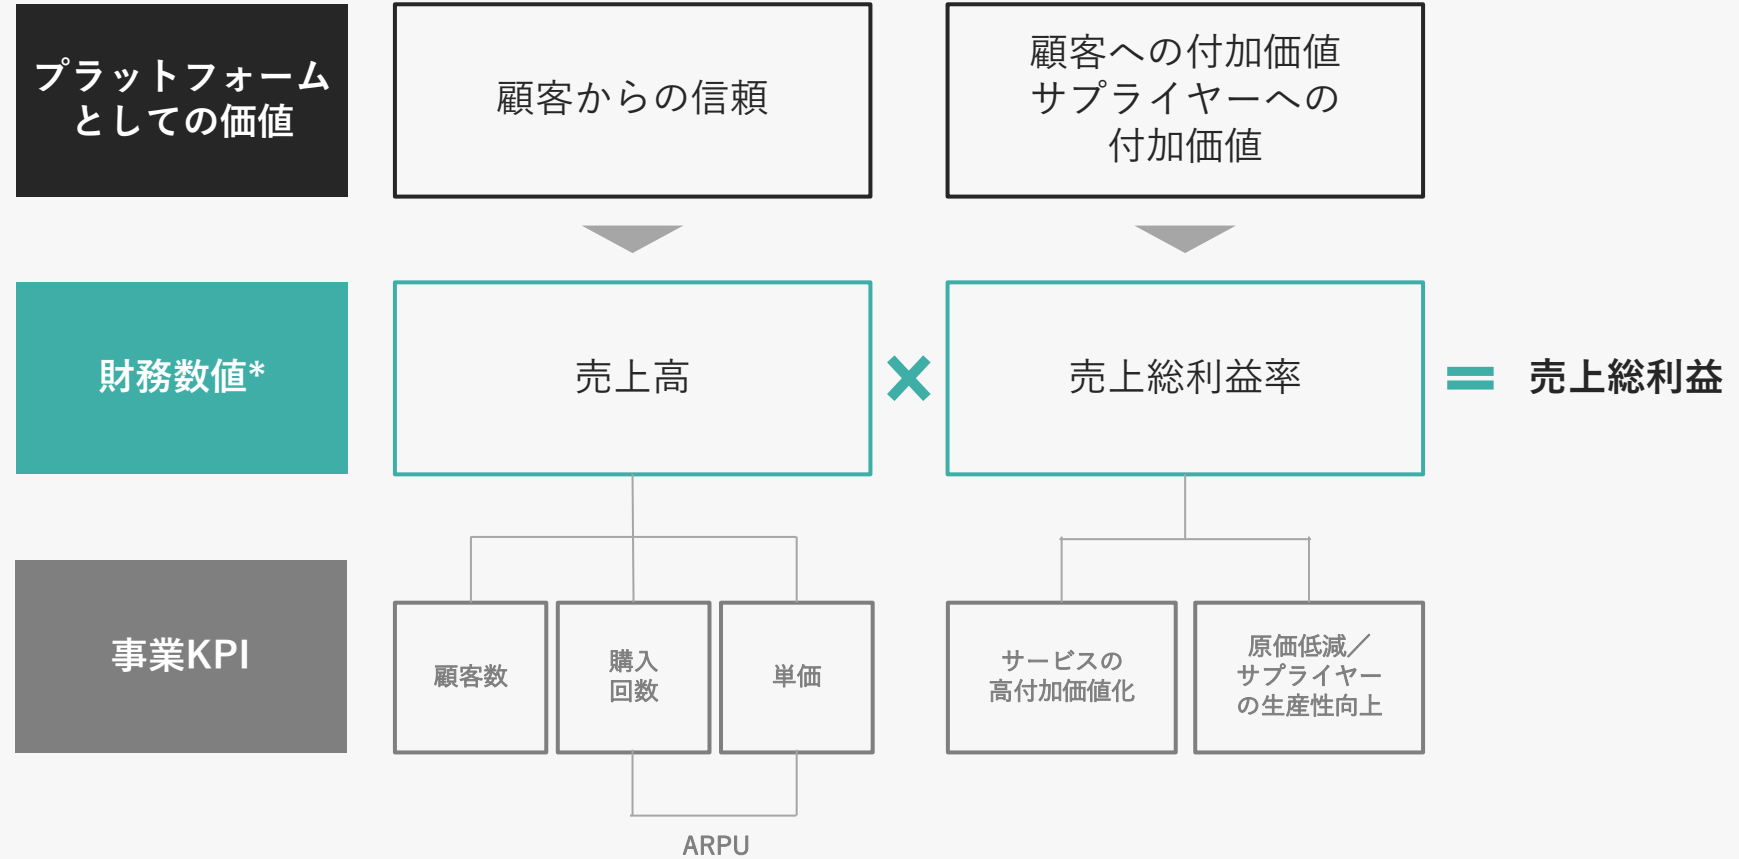 プラットフォーム
としての価値
顧客からの信頼
顧客への付加価値
サプライヤーへの
付加価値
財務数値*
売上高
×
売上総利益率
=
売上総利益
事業KPI
顧客数
購入
回数
単価
サービスの
高付加価値化
原価低減／
サプライヤー
の生産性向上
ARPU